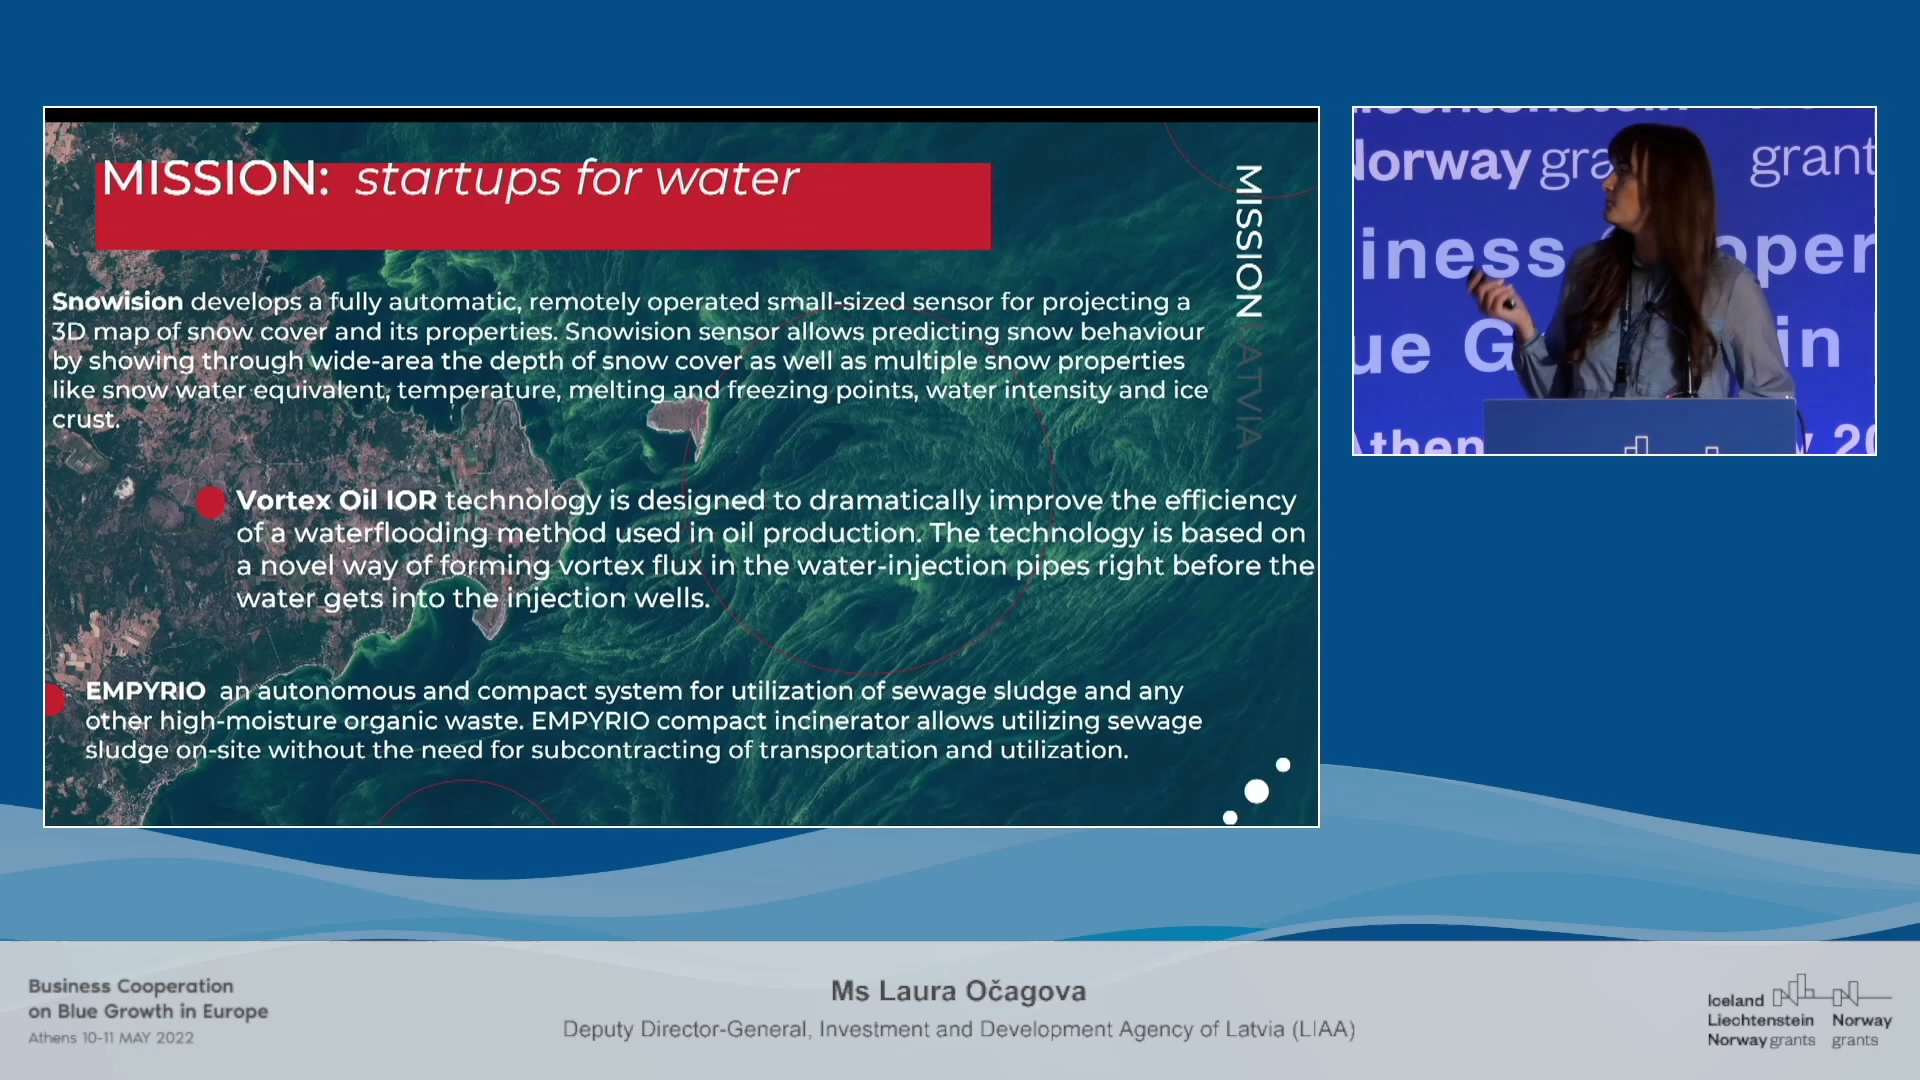 MISSION: startups for water
MISSION LATVIA
Snowision develops a fully automatic, remotely operated small-sized sensor for projecting a
3D map of snow cover and its properties. Snowision sensor allows predicting snow behaviour
by showing through wide-area the depth of snow cover as well as multiple snow properties
like snow water equivalent, temperature, melting and freezing points, water intensity and ice
crust.
Vortex Oil IOR technology is designed to dramatically improve the efficiency
of a waterflooding method used in oil production. The technology is based on
a novel way of forming vortex flux in the water-injection pipes right before the
water gets into the injection wells.
EMPYRIO an autonomous and compact system for utilization of sewage sludge and any
other high-moisture organic waste. EMPYRIO compact incinerator allows utilizing sewage
sludge on-site without the need for subcontracting of transportation and utilization.
Norway gra grant
iness oper
ue G in
Athen y 20
Business Cooperation
on Blue Growth in Europe
Athens 10-11 MAY 2022
Ms Laura Očagova
Deputy Director-General, Investment and Development Agency of Latvia (LIAA)
Iceland
Liechtenstein
Norway grants
Norway
grants